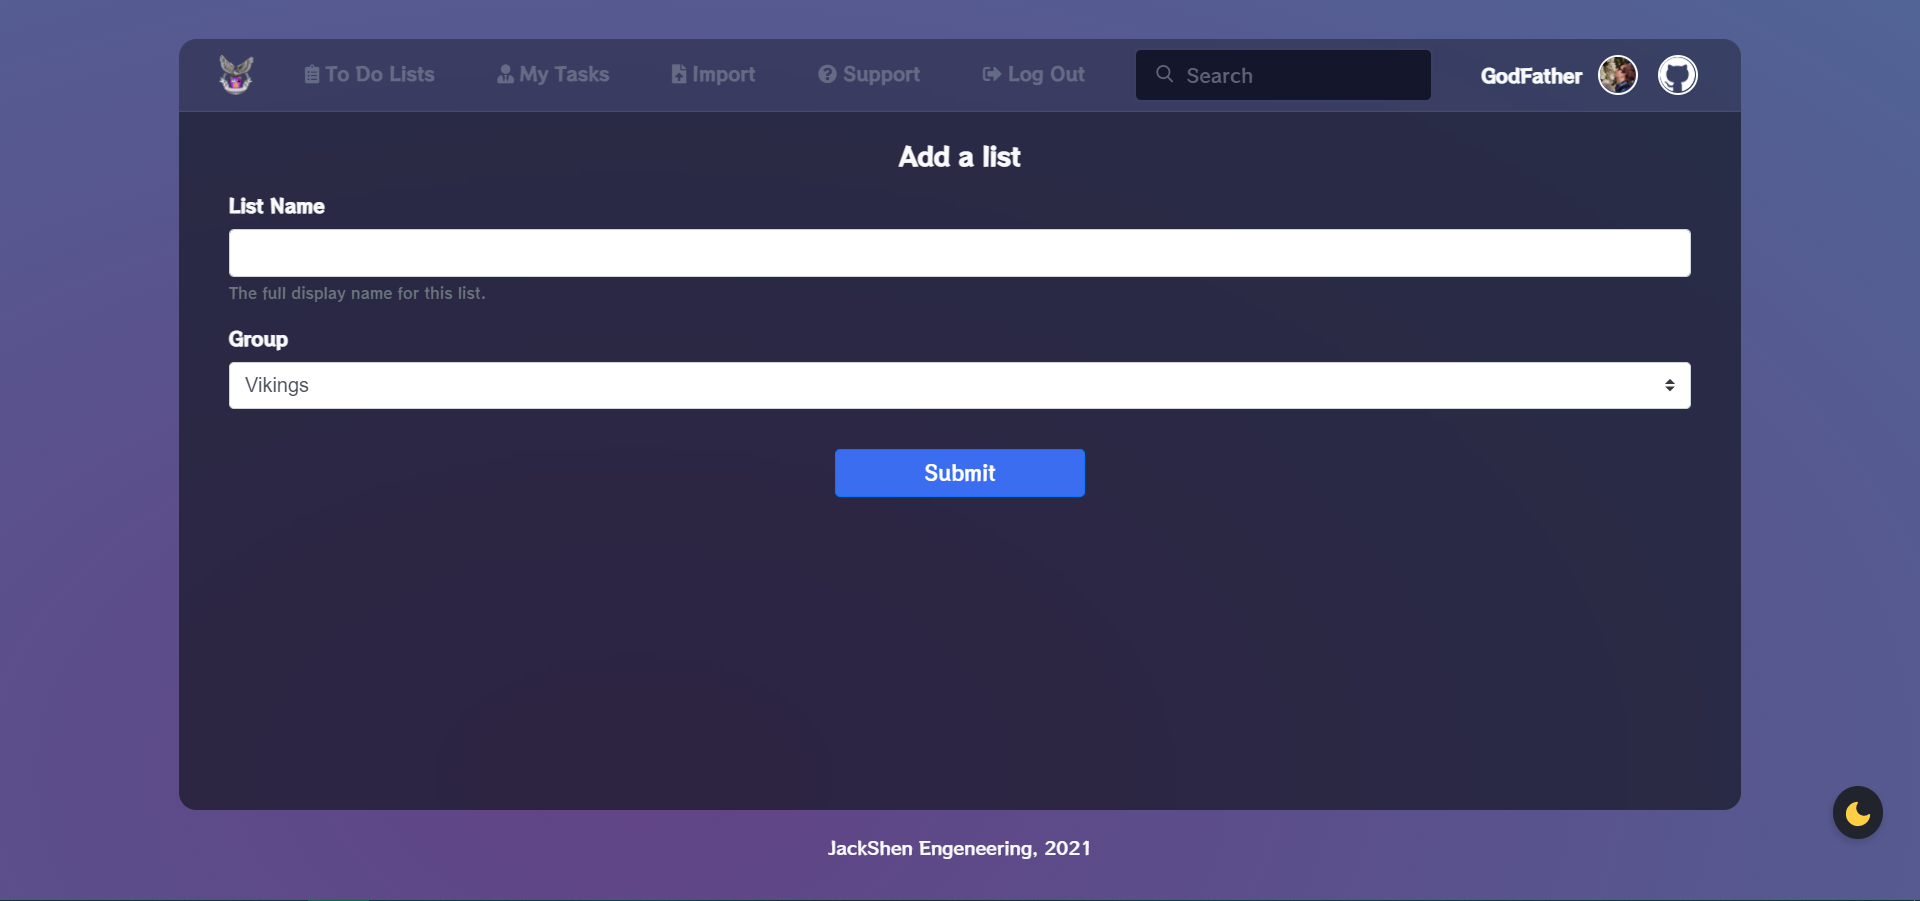 To Do Lists My Tasks Import Support Log Out Search GodFather
Add a list
List Name
The full display name for this list.
Group
Vikings
Submit
JackShen Engeneering, 2021